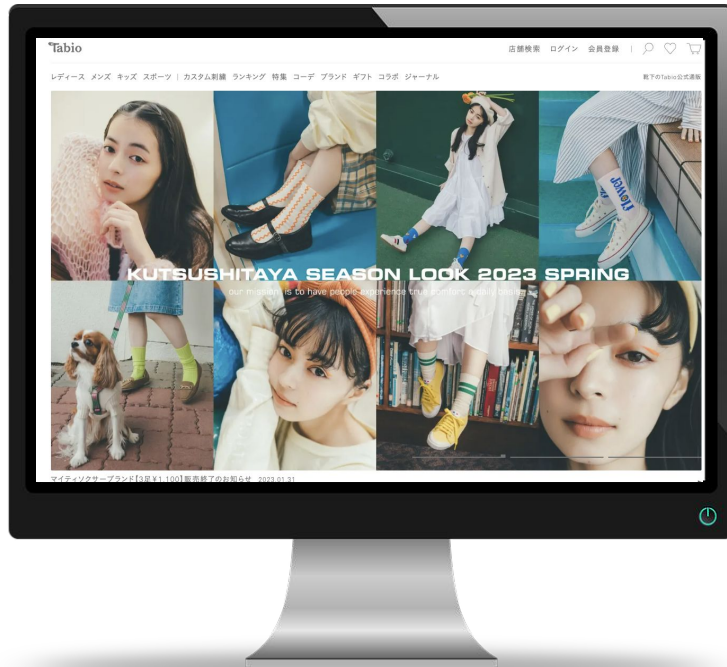 Tabio
店舗検索 ログイン 会員登録
レディース メンズ キッズ スポーツ | カスタム刺繍 ランキング 特集 コーデ ブランド ギフト コラボ ジャーナル
靴下のTabio公式通販
flower
KUTSUSHITAYA SEASON LOOK 2023 SPRING
our mission is to have people experience true comfort
マイティソクサーブランド【3足¥1,100】販売終了のお知らせ 2023.01.31